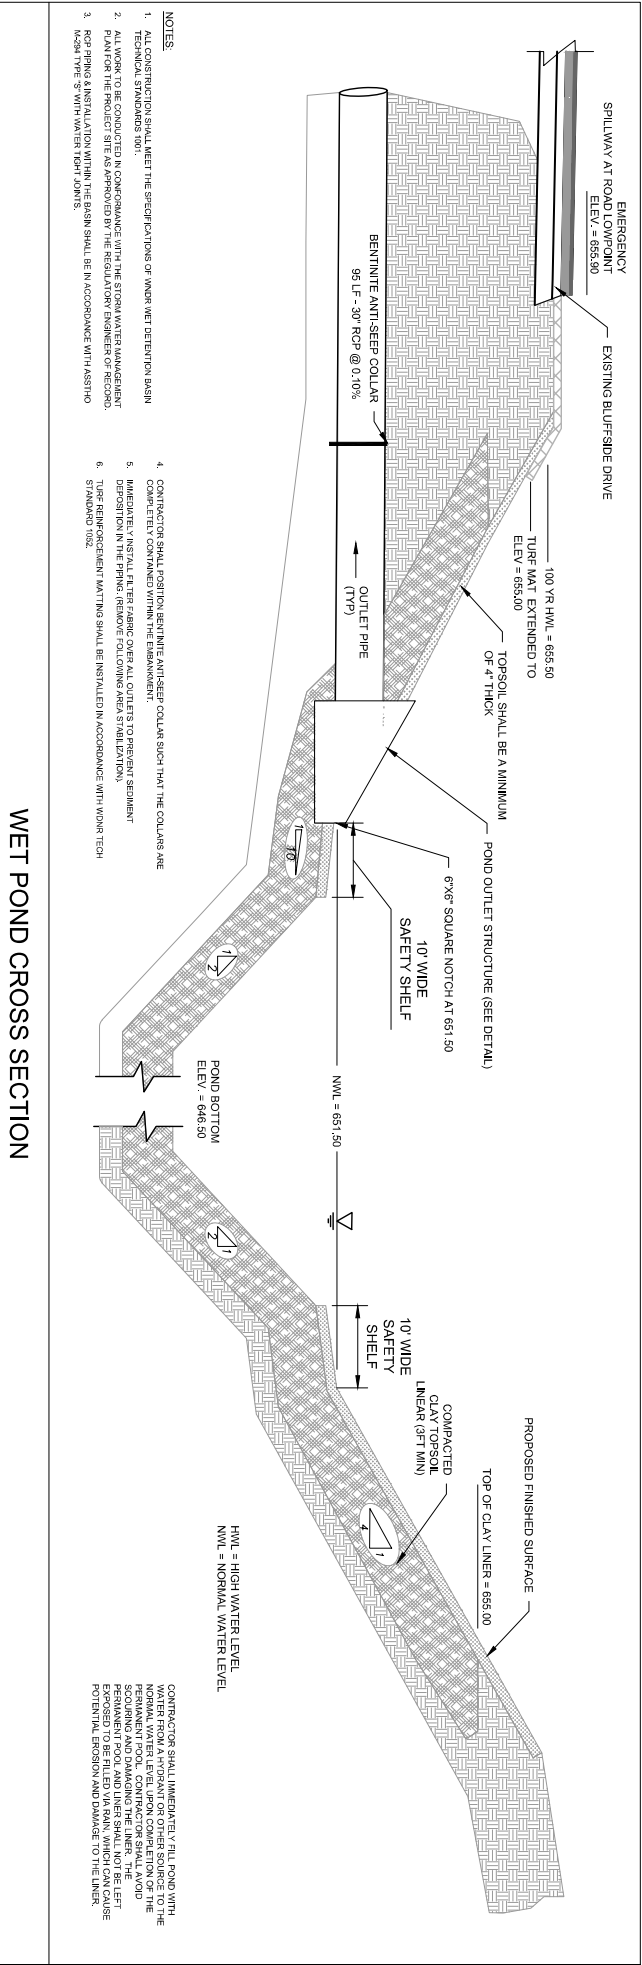 EMERGENCY
SPILLWAY AT ROAD LOWPOINT
ELEV. = 655.90
EXISTING BLUFFSIDE DRIVE
100 YR HWL = 655.50
TURF MAT EXTENDED TO
ELEV = 655.00
TOPSOIL SHALL BE A MINIMUM
OF 4" THICK
POND OUTLET STRUCTURE (SEE DETAIL)
6"X6" SQUARE NOTCH AT 651.50
10' WIDE
SAFETY SHELF
BENTINITE ANTI-SEEP COLLAR
95 LF - 30" RCP @ 0.10%
OUTLET PIPE
(TYP)
1
10
1
2
NWL = 651.50
POND BOTTOM
ELEV. = 646.50
1
2
10' WIDE
SAFETY
SHELF
COMPACTED
CLAY TOPSOIL
LINEAR (3FT MIN)
1
4
PROPOSED FINISHED SURFACE
TOP OF CLAY LINER = 655.00
HWL = HIGH WATER LEVEL
NWL = NORMAL WATER LEVEL
NOTES:
1. ALL CONSTRUCTION SHALL MEET THE SPECIFICATIONS OF WNDR WET DETENTION BASIN
TECHNICAL STANDARDS 1001.
2. ALL WORK TO BE CONDUCTED IN CONFORMANCE WITH THE STORM WATER MANAGEMENT
PLAN FOR THE PROJECT SITE AS APPROVED BY THE REGULATORY ENGINEER OF RECORD.
3. RCP PIPING & INSTALLATION WITHIN THE BASIN SHALL BE IN ACCORDANCE WITH ASSTHO
M-294 TYPE "S" WITH WATER TIGHT JOINTS.
4. CONTRACTOR SHALL POSITION BENTINITE ANTI-SEEP COLLAR SUCH THAT THE COLLARS ARE
COMPLETELY CONTAINED WITHIN THE EMBANKMENT.
5. IMMEDIATELY INSTALL FILTER FABRIC OVER ALL OUTLETS TO PREVENT SEDIMENT
DEPOSITION IN THE PIPING. (REMOVE FOLLOWING AREA STABILIZATION).
6. TURF REINFORCEMENT MATTING SHALL BE INSTALLED IN ACCORDANCE WITH WDNR TECH
STANDARD 1052.
CONTRACTOR SHALL IMMEDIATELY FILL POND WITH
WATER FROM A HYDRANT OR OTHER SOURCE TO THE
NORMAL WATER LEVEL UPON COMPLETION OF THE
PERMANENT POOL. CONTRACTOR SHALL AVOID
SCOURING AND DAMAGING THE LINER. THE
PERMANENT POOL AND LINER SHALL NOT BE LEFT
EXPOSED TO BE FILLED VIA RAIN, WHICH CAN CAUSE
POTENTIAL EROSION AND DAMAGE TO THE LINER.
WET POND CROSS SECTION